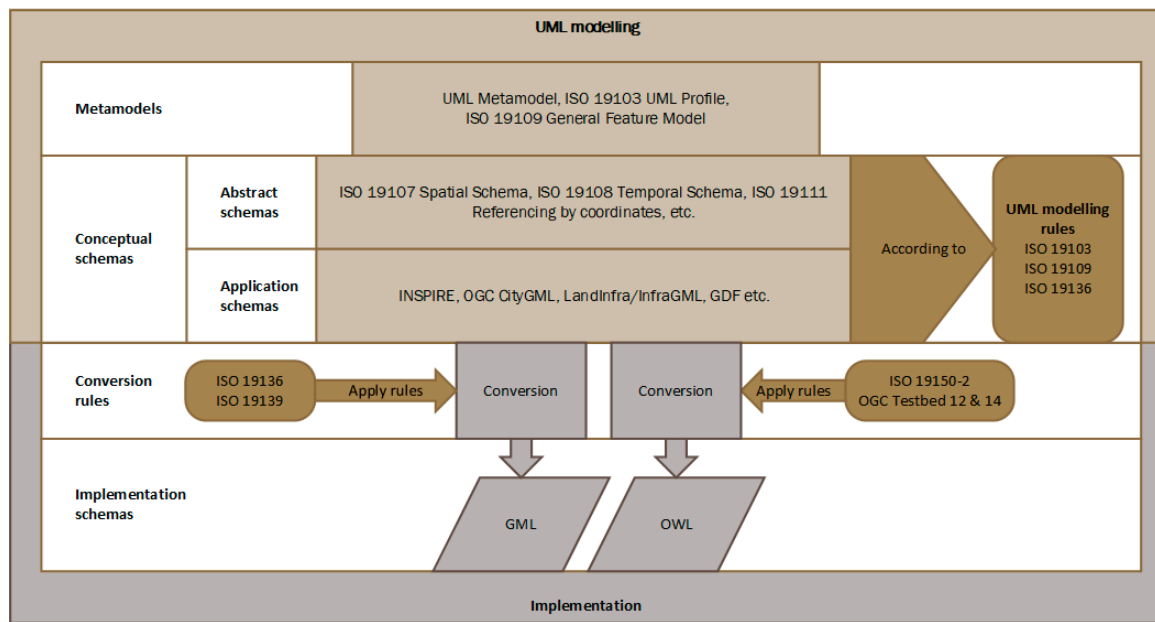 UML modelling
Metamodels
UML Metamodel, ISO 19103 UML Profile,
ISO 19109 General Feature Model
Conceptual
schemas
Abstract
schemas
ISO 19107 Spatial Schema, ISO 19108 Temporal Schema, ISO 19111
Referencing by coordinates, etc.
Application
schemas
INSPIRE, OGC CityGML, LandInfra/InfraGML, GDF etc.
According to
UML modelling
rules
ISO 19103
ISO 19109
ISO 19136
Conversion
rules
ISO 19136
ISO 19139
Apply rules
Conversion
Conversion
Apply rules
ISO 19150-2
OGC Testbed 12 & 14
Implementation
schemas
GML
OWL
Implementation